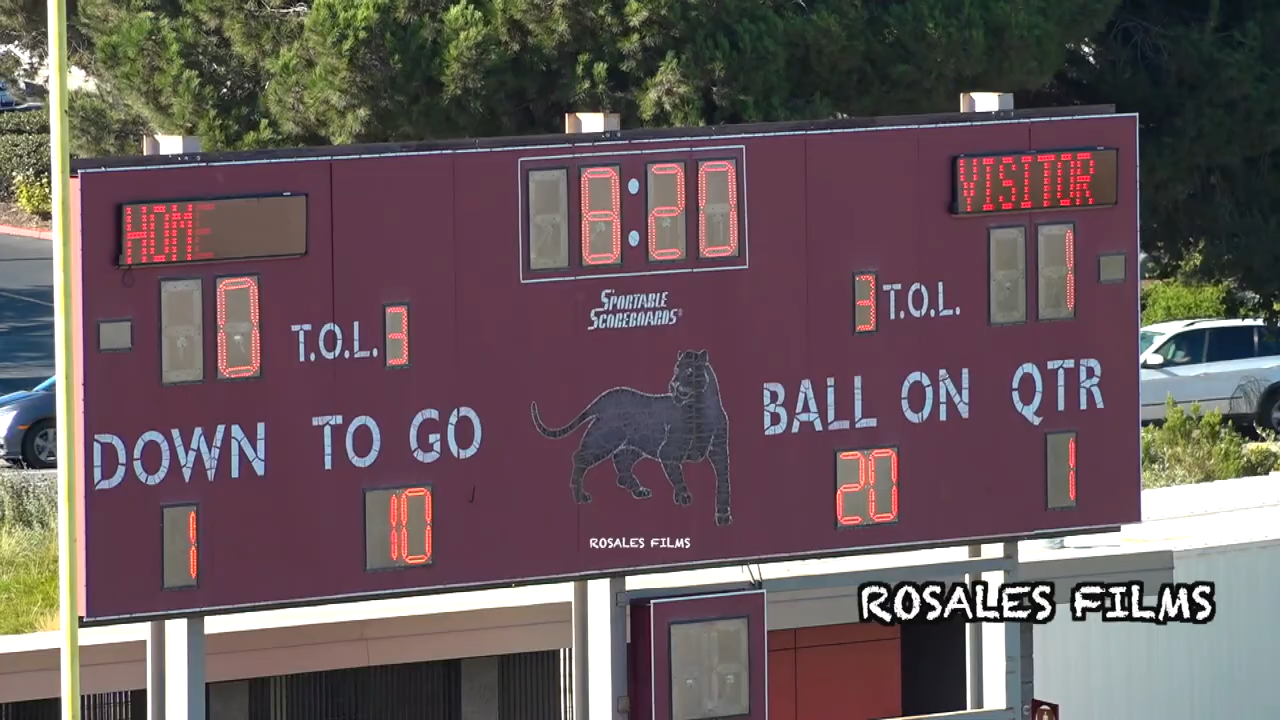 HOME 8:20 VISITOR
0 T.O.L. 3 SPORTABLE SCOREBOARDS 3 T.O.L. 1
DOWN TO GO BALL ON QTR
1 10 20 1
ROSALES FILMS
ROSALES FILMS